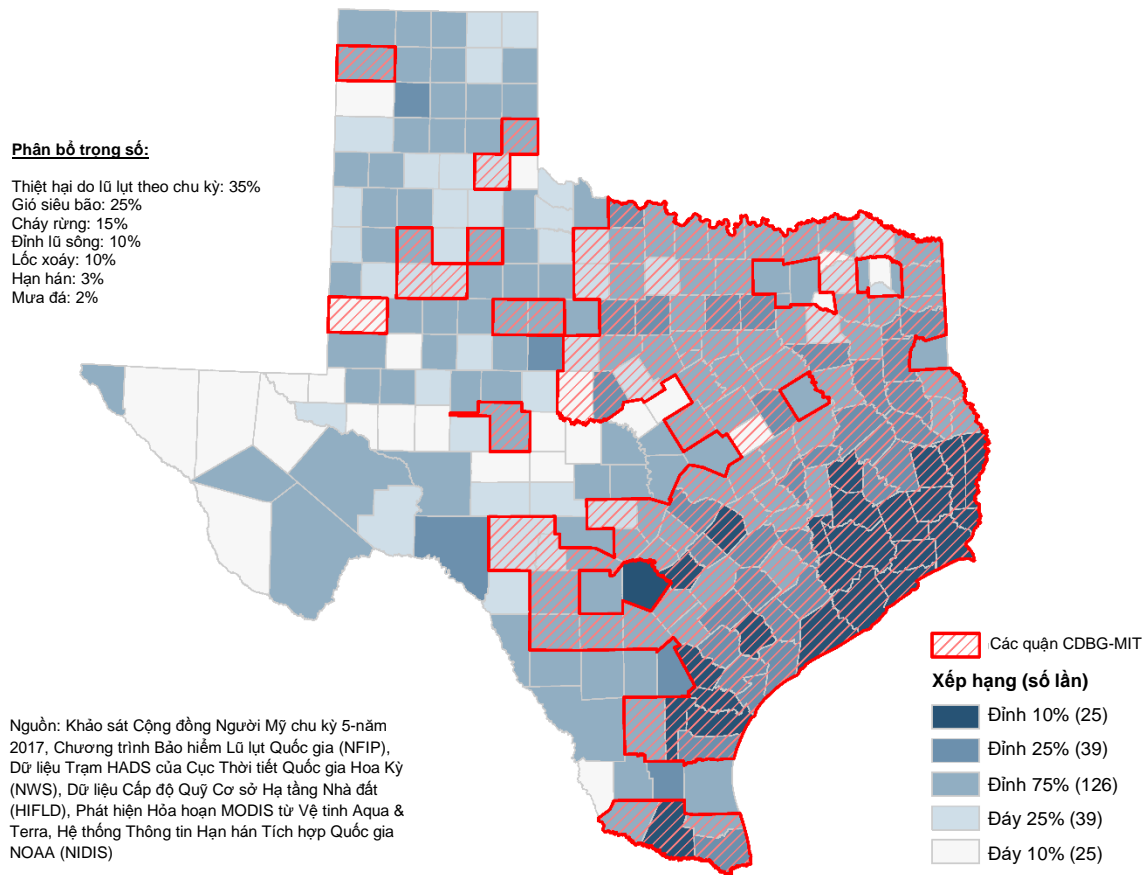 Phân bổ trọng số:
Thiệt hại do lũ lụt theo chu kỳ: 35%
Gió siêu bão: 25%
Cháy rừng: 15%
Đỉnh lũ sông: 10%
Lốc xoáy: 10%
Hạn hán: 3%
Mưa đá: 2%
Nguồn: Khảo sát Cộng đồng Người Mỹ chu kỳ 5-năm
2017, Chương trình Bảo hiểm Lũ lụt Quốc gia (NFIP),
Dữ liệu Trạm HADS của Cục Thời tiết Quốc gia Hoa Kỳ
(NWS), Dữ liệu Cấp độ Quỹ Cơ sở Hạ tầng Nhà đất
(HIFLD), Phát hiện Hỏa hoạn MODIS từ Vệ tinh Aqua &
Terra, Hệ thống Thông tin Hạn hán Tích hợp Quốc gia
NOAA (NIDIS)
Các quận CDBG-MIT
Xếp hạng (số lần)
Đỉnh 10% (25)
Đỉnh 25% (39)
Đỉnh 75% (126)
Đáy 25% (39)
Đáy 10% (25)